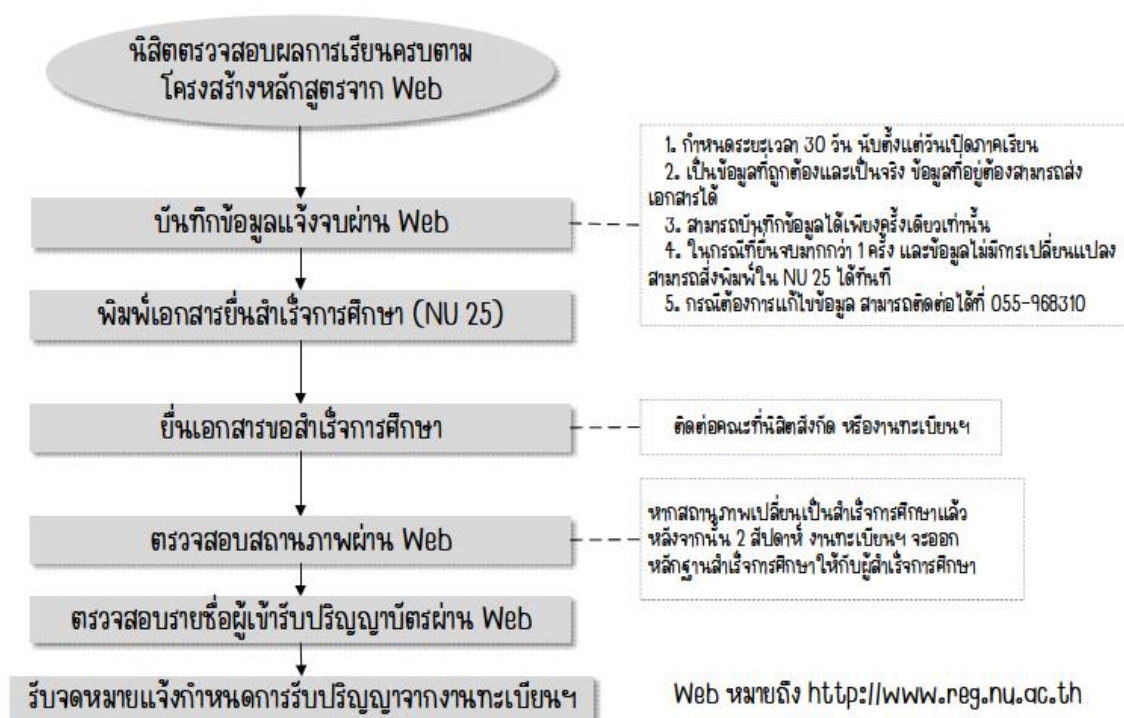 นิสิตตรวจสอบผลการเรียนครบตาม
โครงสร้างหลักสูตรจาก Web
บันทึกข้อมูลแจ้งจบผ่าน Web
1. กำหนดระยะเวลา 30 วัน นับตั้งแต่วันเปิดภาคเรียน
2. เป็นข้อมูลที่ถูกต้องและเป็นจริง ข้อมูลที่อยู่ต้องสามารถส่ง
เอกสารได้
3. สามารถบันทึกข้อมูลได้เพียงครั้งเดียวเท่านั้น
4. ในกรณีที่ยื่นจบมากกว่า 1 ครั้ง และข้อมูลไม่มีการเปลี่ยนแปลง
สามารถสั่งพิมพ์ใน NU 25 ได้ทันที
5. กรณีต้องการแก้ไขข้อมูล สามารถติดต่อได้ที่ 055-968310
พิมพ์เอกสารยื่นสำเร็จการศึกษา (NU 25)
ยื่นเอกสารขอสำเร็จการศึกษา
ติดต่อคณะที่นิสิตสังกัด หรืองานทะเบียนฯ
ตรวจสอบสถานภาพผ่าน Web
หากสถานภาพเปลี่ยนเป็นสำเร็จการศึกษาแล้ว
หลังจากนั้น 2 สัปดาห์ งานทะเบียนฯ จะออก
หลักฐานสำเร็จการศึกษาให้กับผู้สำเร็จการศึกษา
ตรวจสอบรายชื่อผู้เข้ารับปริญญาบัตรผ่าน Web
รับจดหมายแจ้งกำหนดการรับปริญญาจากงานทะเบียนฯ
Web หมายถึง http://www.reg.nu.ac.th